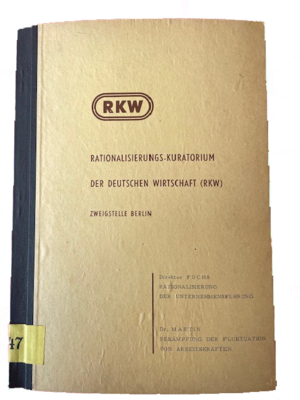 RKW
RATIONALISIERUNGS-KURATORIUM
DER DEUTSCHEN WIRTSCHAFT (RKW)
ZWEIGSTELLE BERLIN
Direktor FUCHS
RATIONALISIERUNG
DER UNTERNEHMENSFÜHRUNG
Dr. MARTIN
BEKÄMPFUNG DER FLUKTUATION
VON ARBEITSKRÄFTEN
47